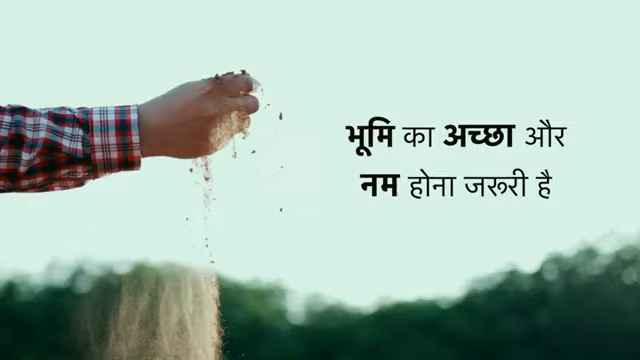 भूमि का अच्छा और
नम होना जरूरी है